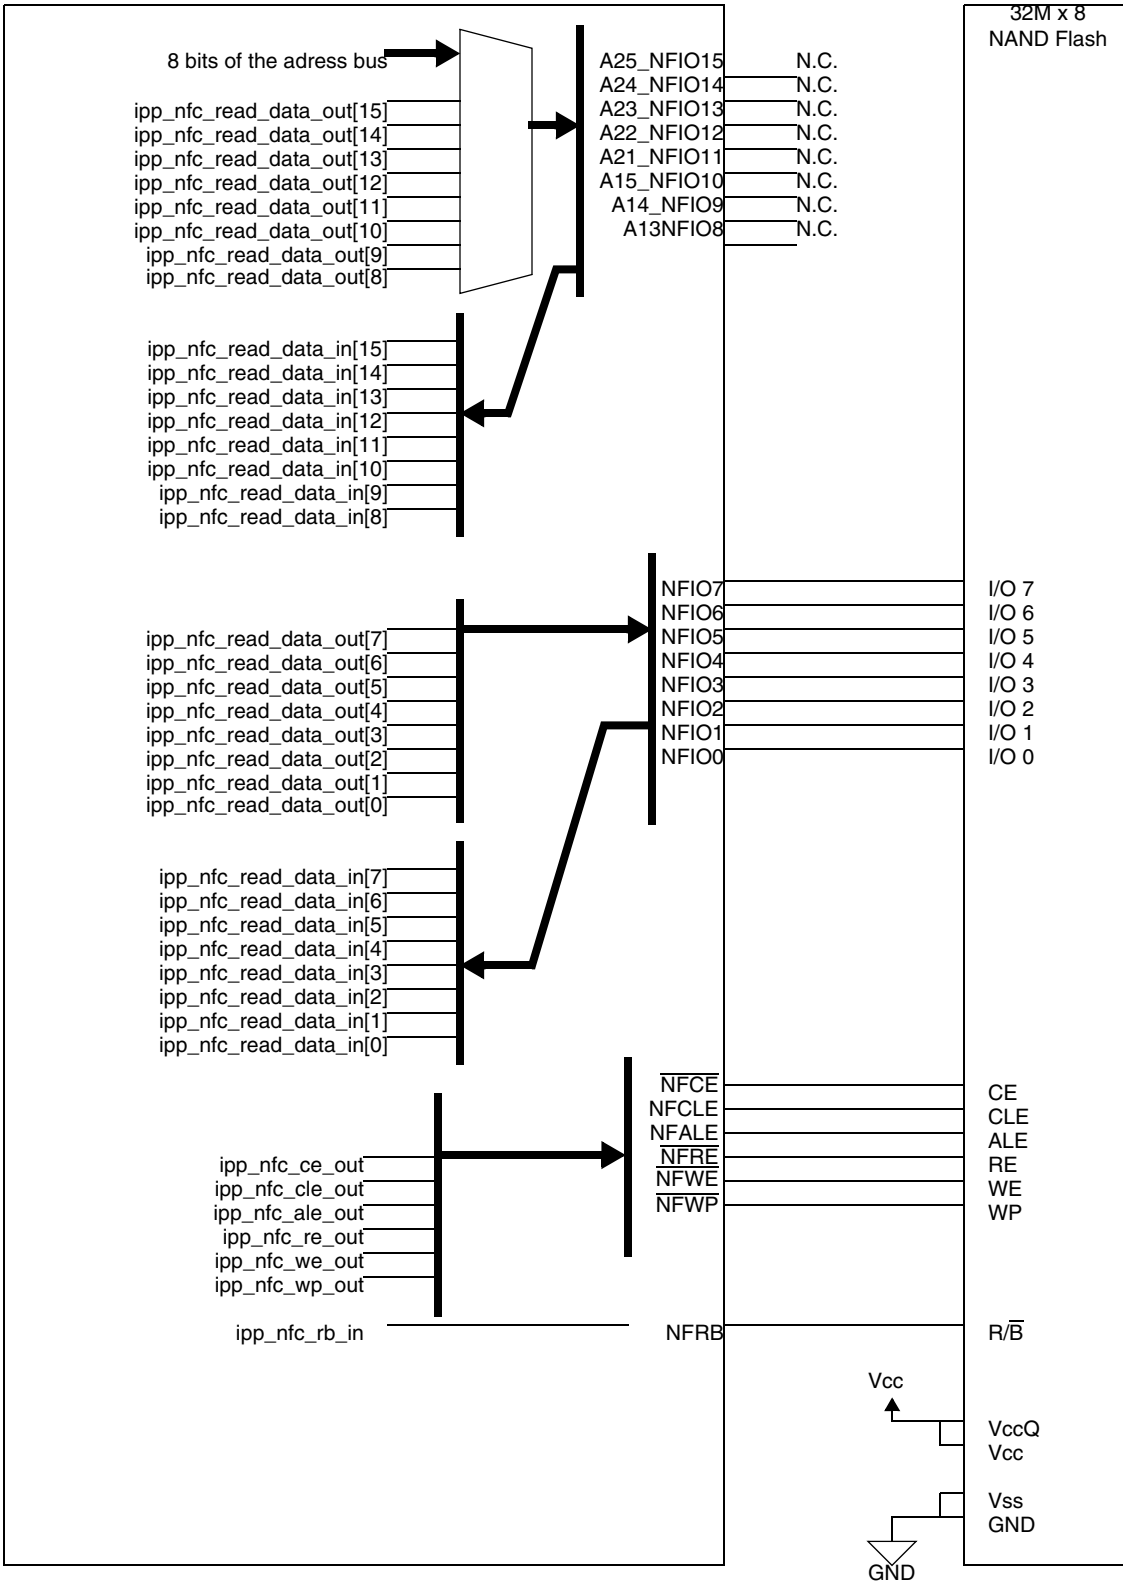 32M x 8
NAND Flash
8 bits of the adress bus
A25_NFIO15 N.C.
A24_NFIO14 N.C.
ipp_nfc_read_data_out[15] A23_NFIO13 N.C.
ipp_nfc_read_data_out[14] A22_NFIO12 N.C.
ipp_nfc_read_data_out[13] A21_NFIO11 N.C.
ipp_nfc_read_data_out[12] A15_NFIO10 N.C.
ipp_nfc_read_data_out[11] A14_NFIO9 N.C.
ipp_nfc_read_data_out[10] A13NFIO8 N.C.
ipp_nfc_read_data_out[9]
ipp_nfc_read_data_out[8]
ipp_nfc_read_data_in[15]
ipp_nfc_read_data_in[14]
ipp_nfc_read_data_in[13]
ipp_nfc_read_data_in[12]
ipp_nfc_read_data_in[11]
ipp_nfc_read_data_in[10]
ipp_nfc_read_data_in[9]
ipp_nfc_read_data_in[8]
NFIO7 I/O 7
NFIO6 I/O 6
ipp_nfc_read_data_out[7] NFIO5 I/O 5
ipp_nfc_read_data_out[6] NFIO4 I/O 4
ipp_nfc_read_data_out[5] NFIO3 I/O 3
ipp_nfc_read_data_out[4] NFIO2 I/O 2
ipp_nfc_read_data_out[3] NFIO1 I/O 1
ipp_nfc_read_data_out[2] NFIO0 I/O 0
ipp_nfc_read_data_out[1]
ipp_nfc_read_data_out[0]
ipp_nfc_read_data_in[7]
ipp_nfc_read_data_in[6]
ipp_nfc_read_data_in[5]
ipp_nfc_read_data_in[4]
ipp_nfc_read_data_in[3]
ipp_nfc_read_data_in[2]
ipp_nfc_read_data_in[1]
ipp_nfc_read_data_in[0]
N̅F̅C̅E̅ CE
NFCLE CLE
NFALE ALE
ipp_nfc_ce_out N̅F̅R̅E̅ RE
ipp_nfc_cle_out N̅F̅W̅E̅ WE
ipp_nfc_ale_out N̅F̅W̅P̅ WP
ipp_nfc_re_out
ipp_nfc_we_out
ipp_nfc_wp_out
ipp_nfc_rb_in NFRB R/B̅
Vcc
VccQ
Vcc
Vss
GND
GND